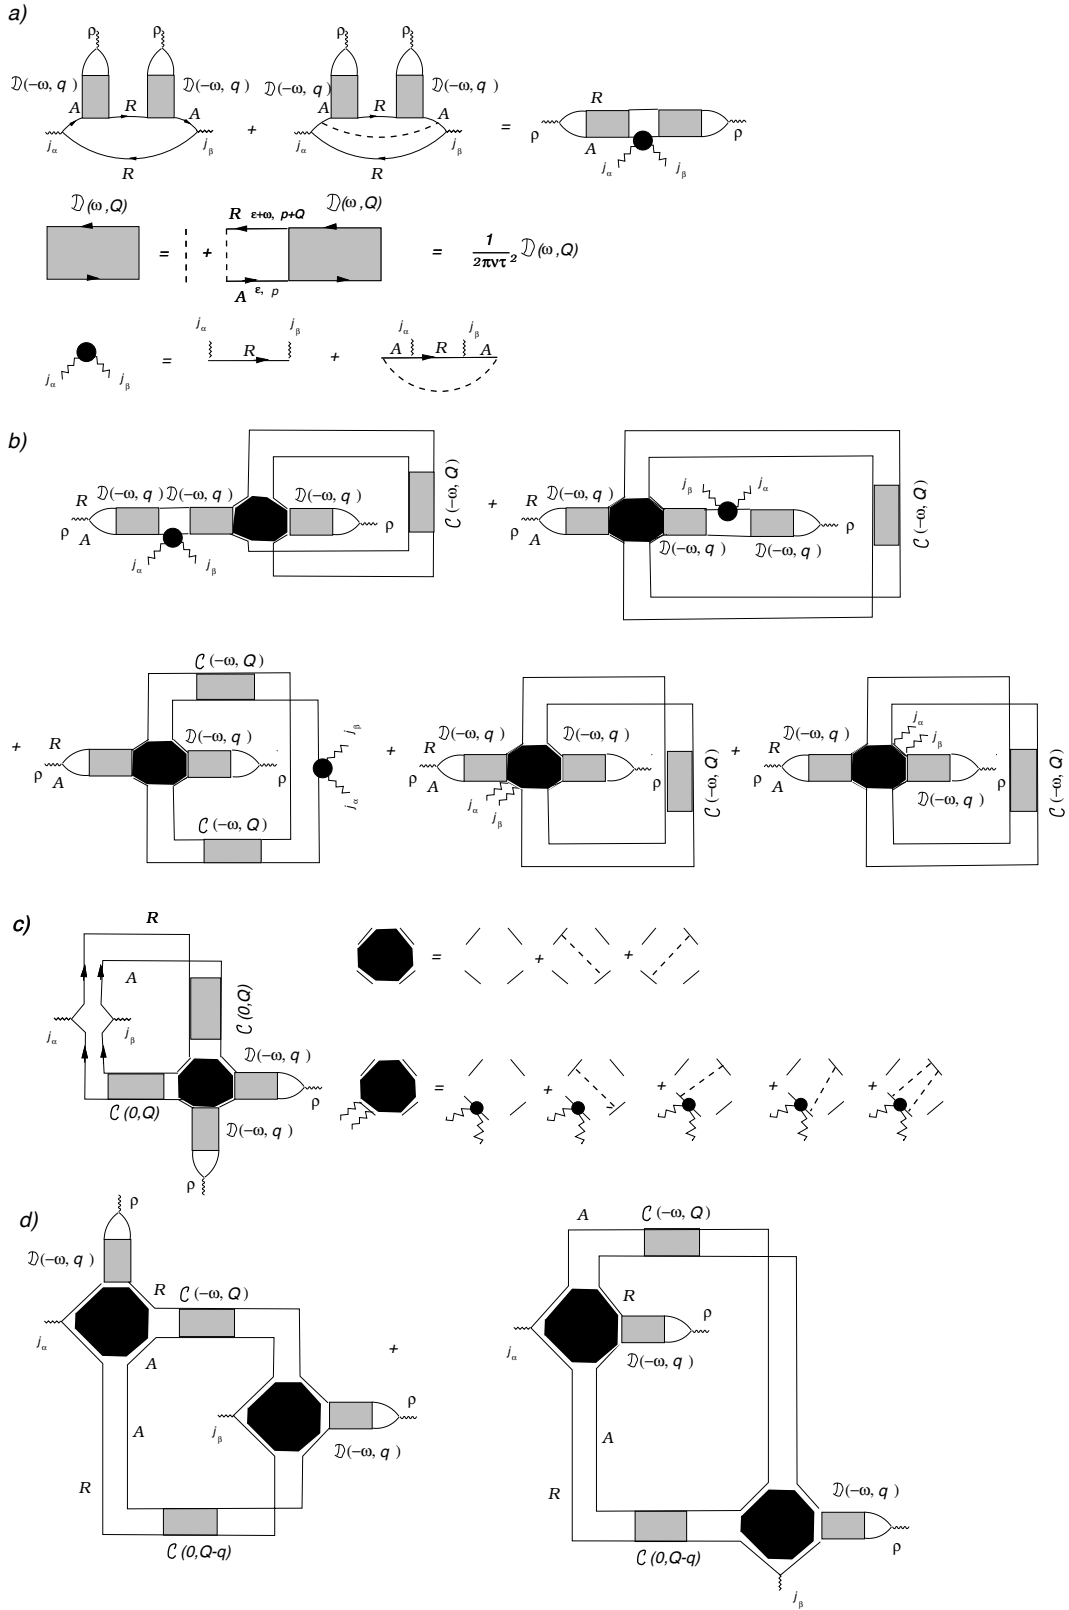 a)
ρ ρ ρ ρ
𝒟(−ω, q ) 𝒟(−ω, q ) 𝒟(−ω, q ) 𝒟(−ω, q )
A R A + A R A = ρ R ρ
j_α j_β j_α j_β A
R R j_α j_β
𝒟(ω,Q) 𝒟(ω,Q)
R ε+ω, p+Q
= + = 1/2πντ² 𝒟(ω,Q)
A ε, p
j_α j_β j_α j_β
= R + A R A
j_α j_β
b)
R 𝒟(−ω, q ) 𝒟(−ω, q ) 𝒟(−ω, q ) 𝒞(−ω, Q) + R 𝒟(−ω, q ) j_β j_α 𝒞(−ω, Q)
ρ A ρ ρ A ρ
j_α j_β 𝒟(−ω, q ) 𝒟(−ω, q )
𝒞(−ω, Q)
+ R 𝒟(−ω, q ) j_β + R 𝒟(−ω, q ) 𝒟(−ω, q ) + R 𝒟(−ω, q ) j_α j_β
ρ A ρ ρ A ρ 𝒞(−ω, Q) ρ A ρ 𝒞(−ω, Q)
j_α j_α j_β 𝒟(−ω, q )
𝒞(−ω, Q)
c)
R
= + +
A 𝒞(0,Q)
j_α j_β
𝒟(−ω, q )
ρ = + + + +
𝒞(0,Q)
𝒟(−ω, q )
ρ
d)
ρ A 𝒞(−ω, Q)
𝒟(−ω, q )
R 𝒞(−ω, Q) R ρ
j_α + j_α
A 𝒟(−ω, q )
ρ
j_β
A 𝒟(−ω, q ) A
R R 𝒟(−ω, q )
𝒞(0,Q-q) 𝒞(0,Q-q) ρ
j_β